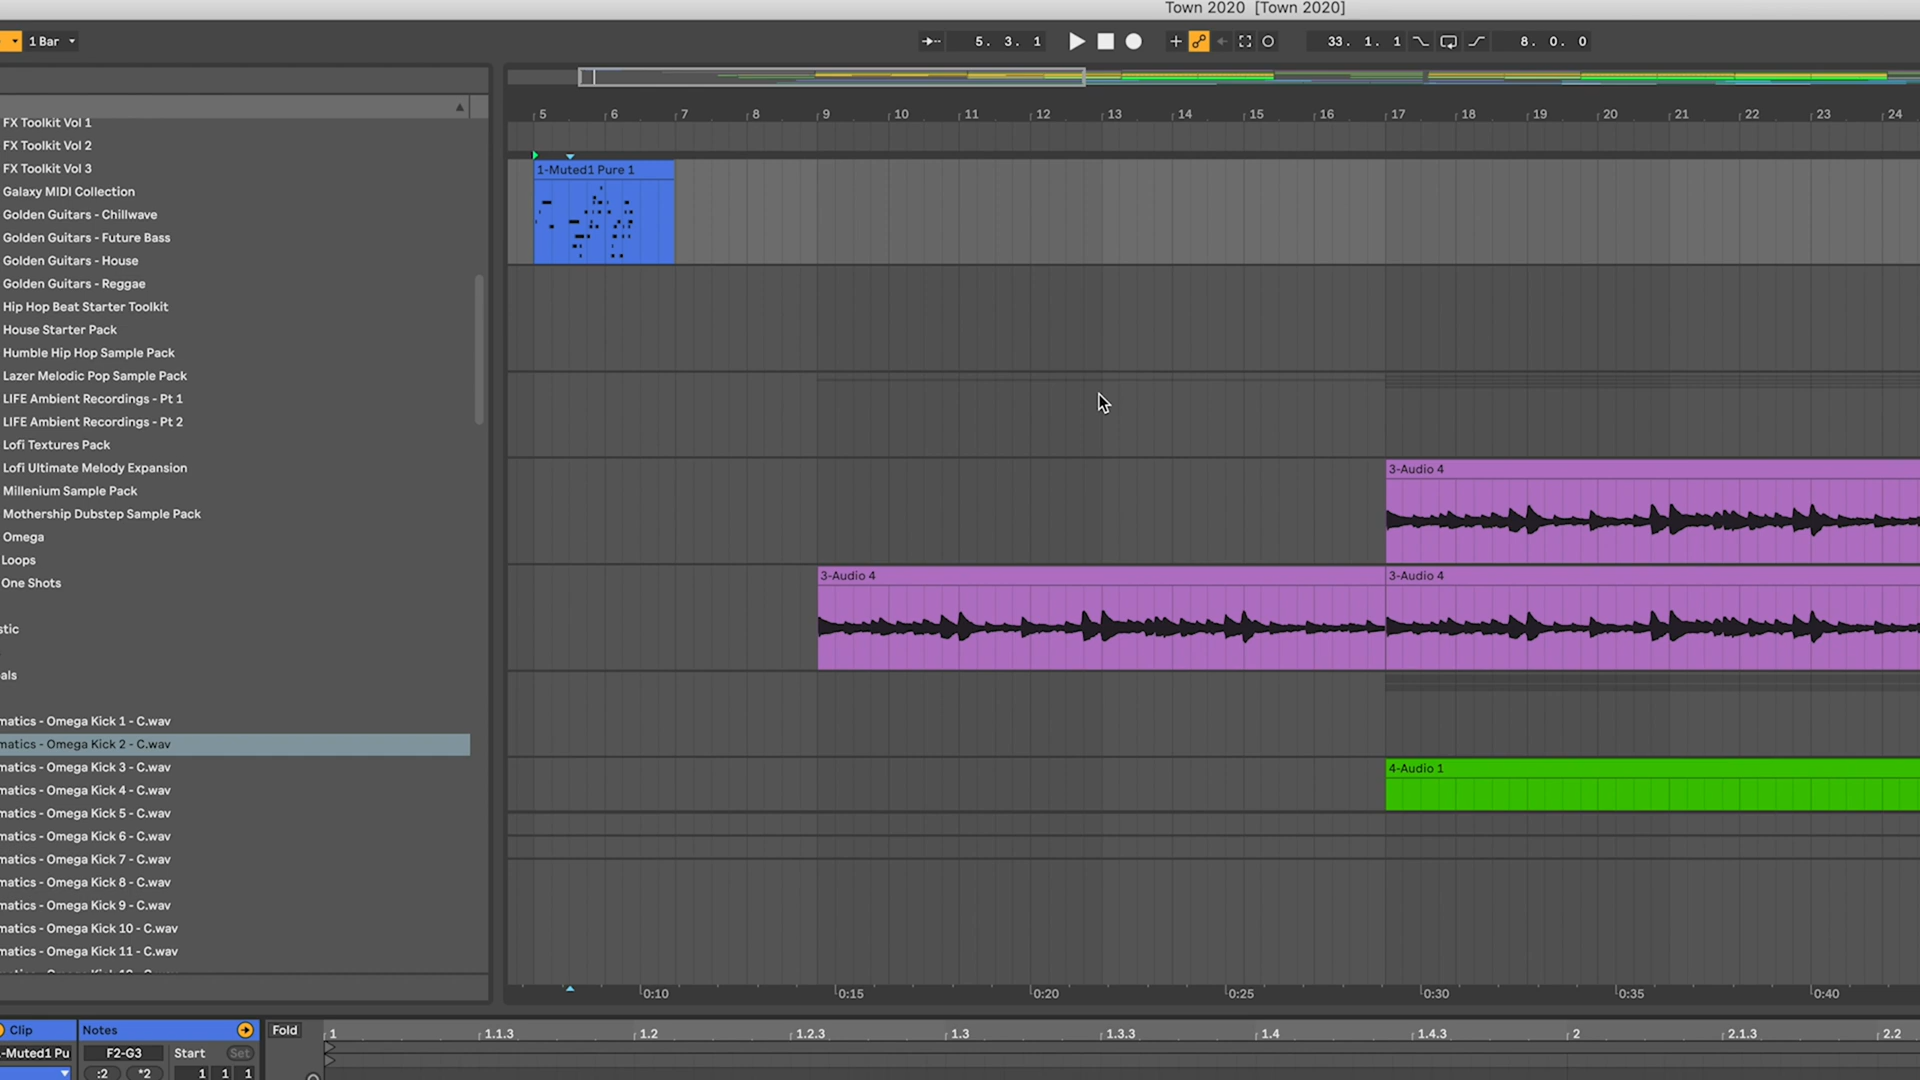 Town 2020 [Town 2020]
1 Bar
5. 3. 1
33. 1. 1
8. 0. 0
FX Toolkit Vol 1
FX Toolkit Vol 2
FX Toolkit Vol 3
Galaxy MIDI Collection
Golden Guitars - Chillwave
Golden Guitars - Future Bass
Golden Guitars - House
Golden Guitars - Reggae
Hip Hop Beat Starter Toolkit
House Starter Pack
Humble Hip Hop Sample Pack
Lazer Melodic Pop Sample Pack
LIFE Ambient Recordings - Pt 1
LIFE Ambient Recordings - Pt 2
Lofi Textures Pack
Lofi Ultimate Melody Expansion
Millenium Sample Pack
Mothership Dubstep Sample Pack
Omega
Loops
One Shots
stic
als
matics - Omega Kick 1 - C.wav
matics - Omega Kick 2 - C.wav
matics - Omega Kick 3 - C.wav
matics - Omega Kick 4 - C.wav
matics - Omega Kick 5 - C.wav
matics - Omega Kick 6 - C.wav
matics - Omega Kick 7 - C.wav
matics - Omega Kick 8 - C.wav
matics - Omega Kick 9 - C.wav
matics - Omega Kick 10 - C.wav
matics - Omega Kick 11 - C.wav
5 6 7 8 9 10 11 12 13 14 15 16 17 18 19 20 21 22 23 24
1-Muted1 Pure 1
3-Audio 4
3-Audio 4
3-Audio 4
4-Audio 1
0:10 0:15 0:20 0:25 0:30 0:35 0:40
Clip
Notes
Fold
1 1.1.3 1.2 1.2.3 1.3 1.3.3 1.4 1.4.3 2 2.1.3 2.2
-Muted1 Pu
F2-G3
Start
Set
:2
*2
1 1 1